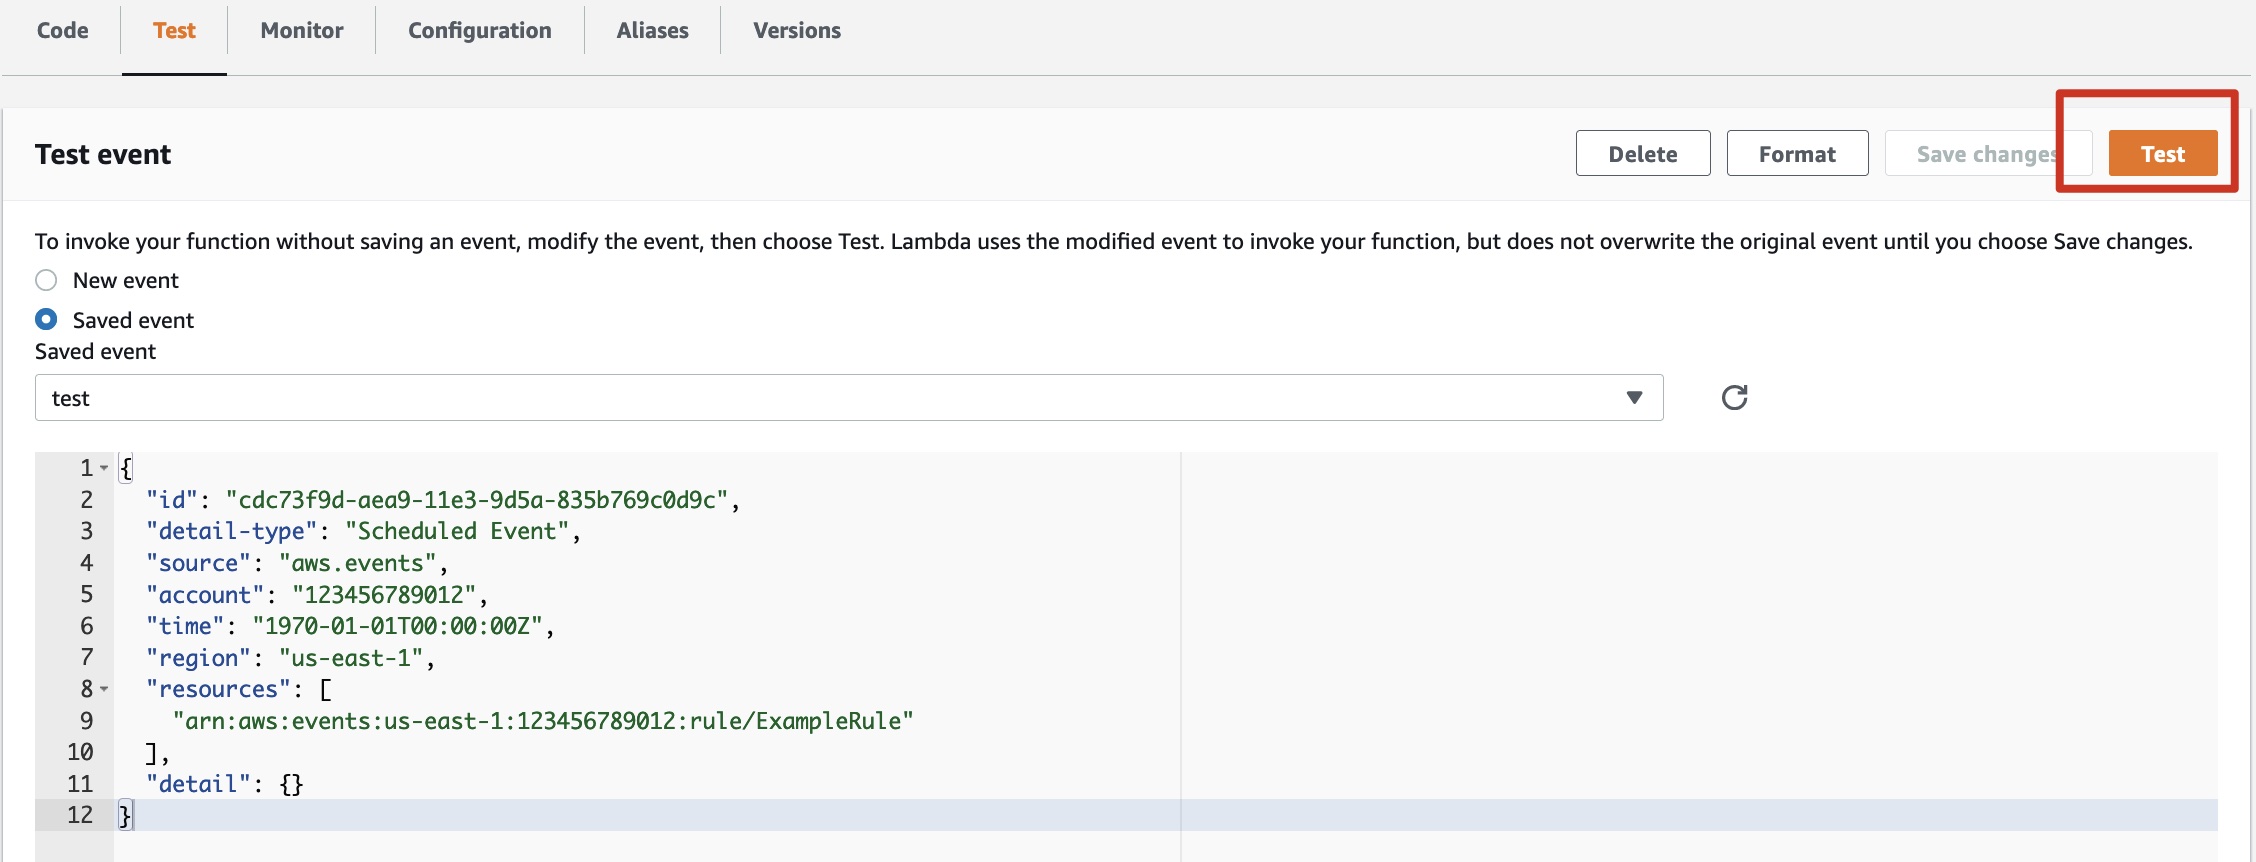 Code Test Monitor Configuration Aliases Versions
Test event
Delete Format Save changes Test
To invoke your function without saving an event, modify the event, then choose Test. Lambda uses the modified event to invoke your function, but does not overwrite the original event until you choose Save changes.
New event
Saved event
Saved event
test
1 {
2 "id": "cdc73f9d-aea9-11e3-9d5a-835b769c0d9c",
3 "detail-type": "Scheduled Event",
4 "source": "aws.events",
5 "account": "123456789012",
6 "time": "1970-01-01T00:00:00Z",
7 "region": "us-east-1",
8 "resources": [
9 "arn:aws:events:us-east-1:123456789012:rule/ExampleRule"
10 ],
11 "detail": {}
12 }